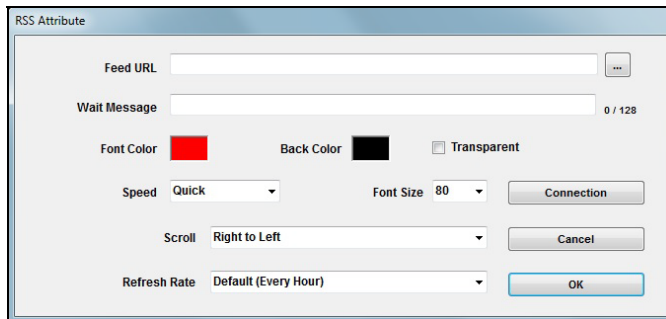 RSS Attribute
Feed URL ...
Wait Message 0 / 128
Font Color Back Color Transparent
Speed Quick Font Size 80 Connection
Scroll Right to Left Cancel
Refresh Rate Default (Every Hour) OK